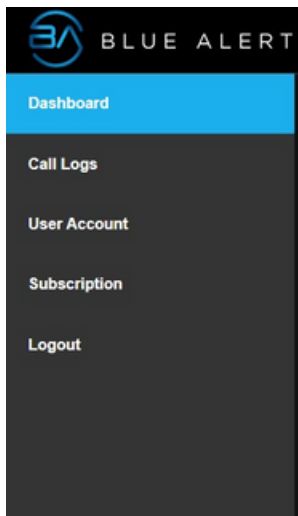 BA BLUE ALERT
Dashboard
Call Logs
User Account
Subscription
Logout